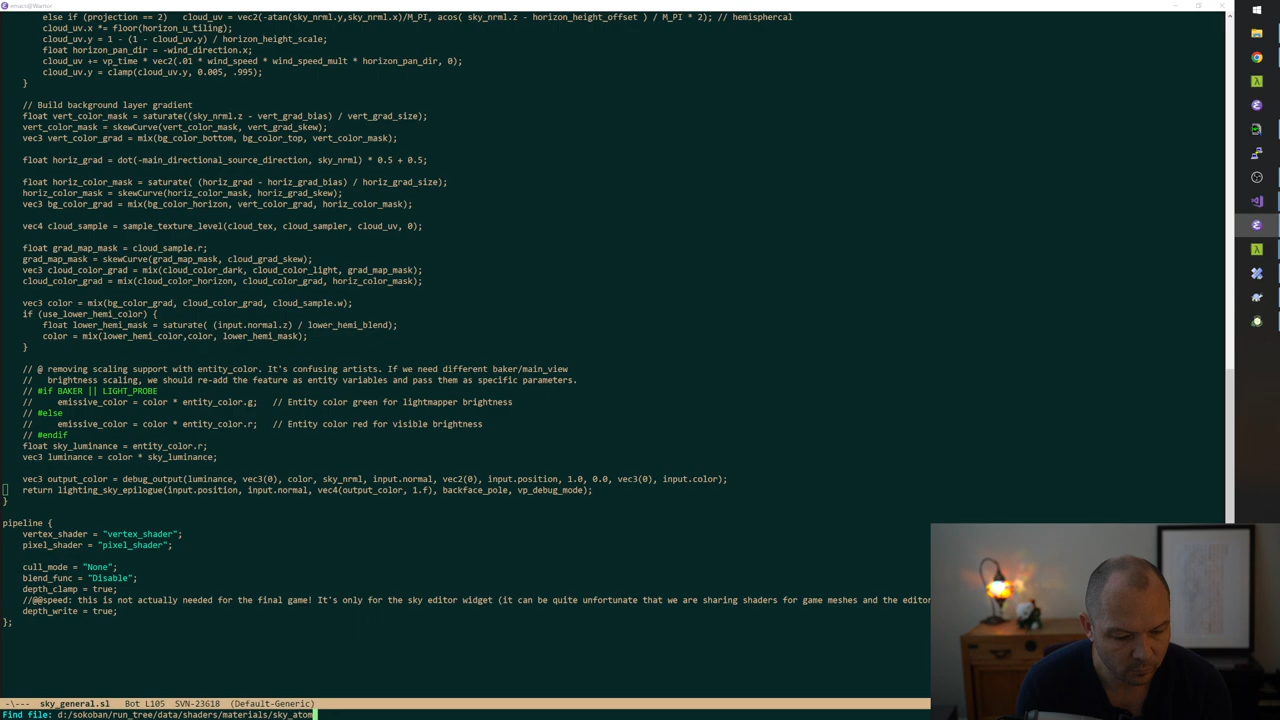 emacs@Warrior
else if (projection == 2)   cloud_uv = vec2(-atan(sky_nrml.y,sky_nrml.x)/M_PI, acos( sky_nrml.z - horizon_height_offset ) / M_PI * 2); // hemisphercal
cloud_uv.x *= floor(horizon_u_tiling);
cloud_uv.y = 1 - (1 - cloud_uv.y) / horizon_height_scale;
float horizon_pan_dir = -wind_direction.x;
cloud_uv += vp_time * vec2(.01 * wind_speed * wind_speed_mult * horizon_pan_dir, 0);
cloud_uv.y = clamp(cloud_uv.y, 0.005, .995);
}
// Build background layer gradient
float vert_color_mask = saturate((sky_nrml.z - vert_grad_bias) / vert_grad_size);
vert_color_mask = skewCurve(vert_color_mask, vert_grad_skew);
vec3 vert_color_grad = mix(bg_color_bottom, bg_color_top, vert_color_mask);
float horiz_grad = dot(-main_directional_source_direction, sky_nrml) * 0.5 + 0.5;
float horiz_color_mask = saturate( (horiz_grad - horiz_grad_bias) / horiz_grad_size);
horiz_color_mask = skewCurve(horiz_color_mask, horiz_grad_skew);
vec3 bg_color_grad = mix(bg_color_horizon, vert_color_grad, horiz_color_mask);
vec4 cloud_sample = sample_texture_level(cloud_tex, cloud_sampler, cloud_uv, 0);
float grad_map_mask = cloud_sample.r;
grad_map_mask = skewCurve(grad_map_mask, cloud_grad_skew);
vec3 cloud_color_grad = mix(cloud_color_dark, cloud_color_light, grad_map_mask);
cloud_color_grad = mix(cloud_color_horizon, cloud_color_grad, horiz_color_mask);
vec3 color = mix(bg_color_grad, cloud_color_grad, cloud_sample.w);
if (use_lower_hemi_color) {
float lower_hemi_mask = saturate( (input.normal.z) / lower_hemi_blend);
color = mix(lower_hemi_color,color, lower_hemi_mask);
}
// @ removing scaling support with entity_color. It's confusing artists. If we need different baker/main_view
//   brightness scaling, we should re-add the feature as entity variables and pass them as specific parameters.
// #if BAKER || LIGHT_PROBE
//     emissive_color = color * entity_color.g;   // Entity color green for lightmapper brightness
// #else
//     emissive_color = color * entity_color.r;   // Entity color red for visible brightness
// #endif
float sky_luminance = entity_color.r;
vec3 luminance = color * sky_luminance;
vec3 output_color = debug_output(luminance, vec3(0), color, sky_nrml, input.normal, vec2(0), input.position, 1.0, 0.0, vec3(0), input.color);
return lighting_sky_epilogue(input.position, input.normal, vec4(output_color, 1.f), backface_pole, vp_debug_mode);
}
pipeline {
vertex_shader = "vertex_shader";
pixel_shader = "pixel_shader";
cull_mode = "None";
blend_func = "Disable";
depth_clamp = true;
//@@speed: this is not actually needed for the final game! It's only for the sky editor widget (it can be quite unfortunate that we are sharing shaders for game meshes and the editor
depth_write = true;
};
-\---  sky_general.sl   Bot L105  SVN-23618  (Default-Generic)
Find file: d:/sokoban/run_tree/data/shaders/materials/sky_atom